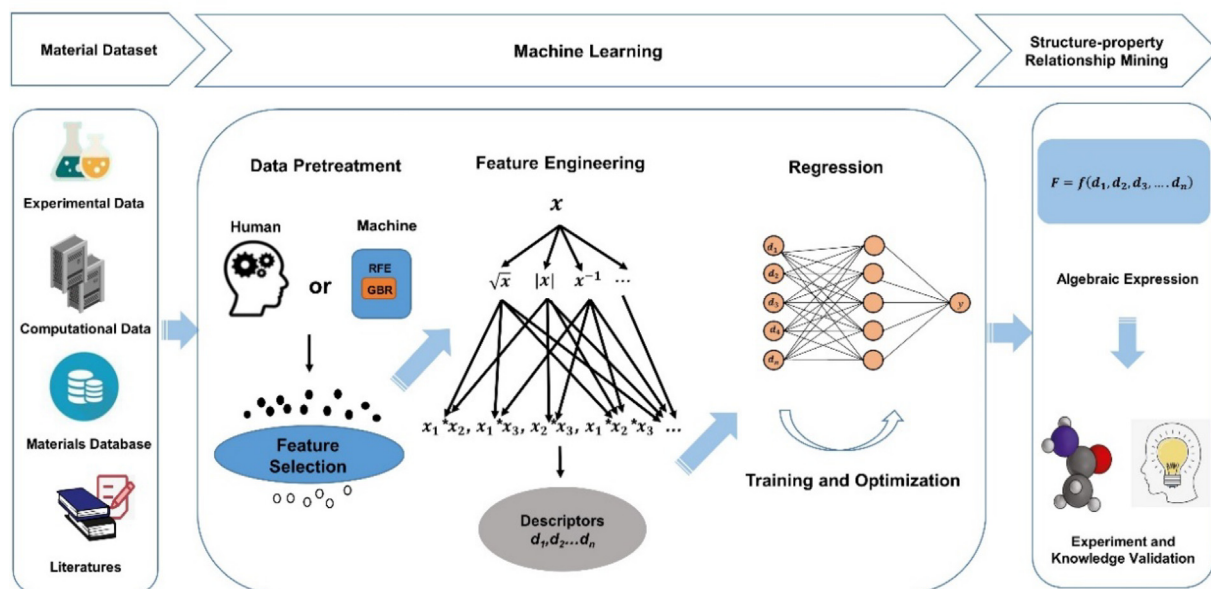 Material Dataset
Machine Learning
Structure-property
Relationship Mining
Experimental Data
Computational Data
Materials Database
Literatures
Data Pretreatment
Human
or
Machine
RFE
GBR
Feature
Selection
Feature Engineering
x
√x |x| x⁻¹ ...
x₁*x₂, x₁*x₃, x₂*x₃, x₁*x₂*x₃ ...
Descriptors
d₁,d₂...dₙ
Regression
d₁
d₂
d₃
d₄
dₙ
y
Training and Optimization
F = f(d₁, d₂, d₃, .... dₙ)
Algebraic Expression
Experiment and
Knowledge Validation